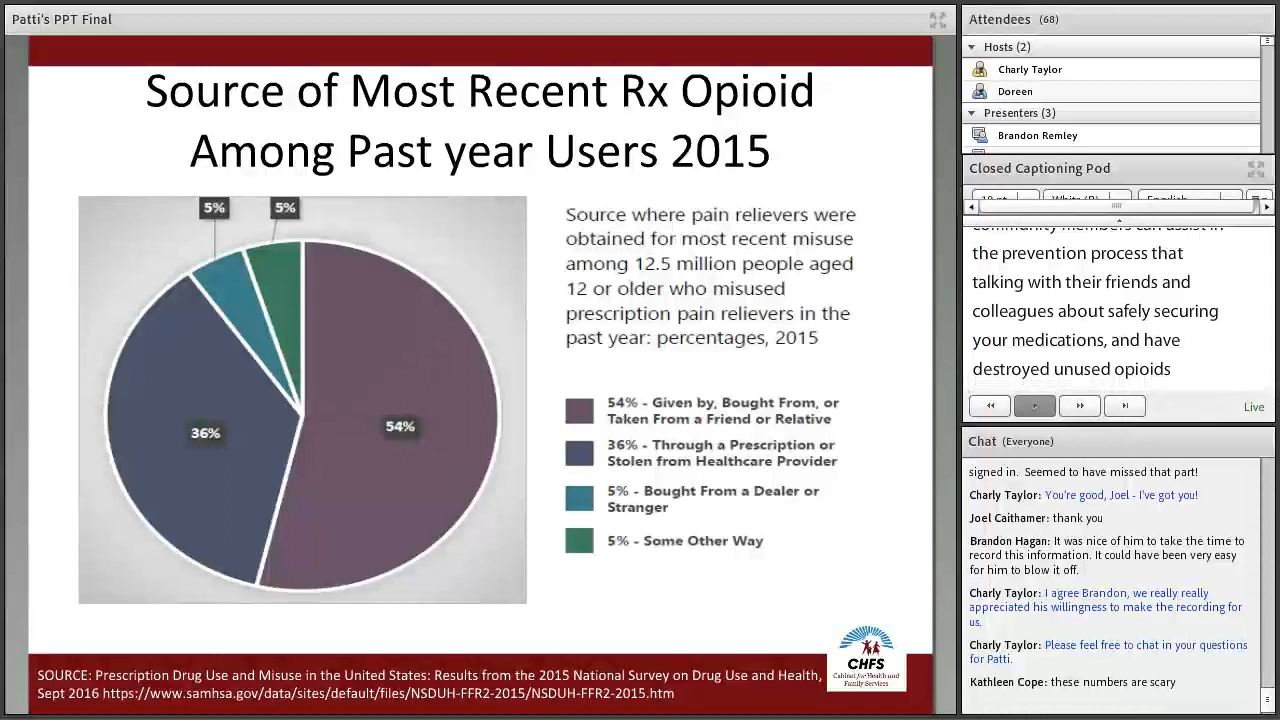 Patti's PPT Final
Source of Most Recent Rx Opioid
Among Past year Users 2015
5%
5%
36%
54%
Source where pain relievers were
obtained for most recent misuse
among 12.5 million people aged
12 or older who misused
prescription pain relievers in the
past year: percentages, 2015
54% - Given by, Bought From, or
Taken From a Friend or Relative
36% - Through a Prescription or
Stolen from Healthcare Provider
5% - Bought From a Dealer or
Stranger
5% - Some Other Way
SOURCE: Prescription Drug Use and Misuse in the United States: Results from the 2015 National Survey on Drug Use and Health,
Sept 2016 https://www.samhsa.gov/data/sites/default/files/NSDUH-FFR2-2015/NSDUH-FFR2-2015.htm
CHFS
Cabinet for Health and
Family Services
Attendees (68)
Hosts (2)
Charly Taylor
Doreen
Presenters (3)
Brandon Remley
Closed Captioning Pod
English
community members can assist in
the prevention process that
talking with their friends and
colleagues about safely securing
your medications, and have
destroyed unused opioids
Live
Chat (Everyone)
signed in. Seemed to have missed that part!
Charly Taylor: You're good, Joel - I've got you!
Joel Caithamer: thank you
Brandon Hagan: It was nice of him to take the time to
record this information. It could have been very easy
for him to blow it off.
Charly Taylor: I agree Brandon, we really really
appreciated his willingness to make the recording for
us.
Charly Taylor: Please feel free to chat in your questions
for Patti.
Kathleen Cope: these numbers are scary